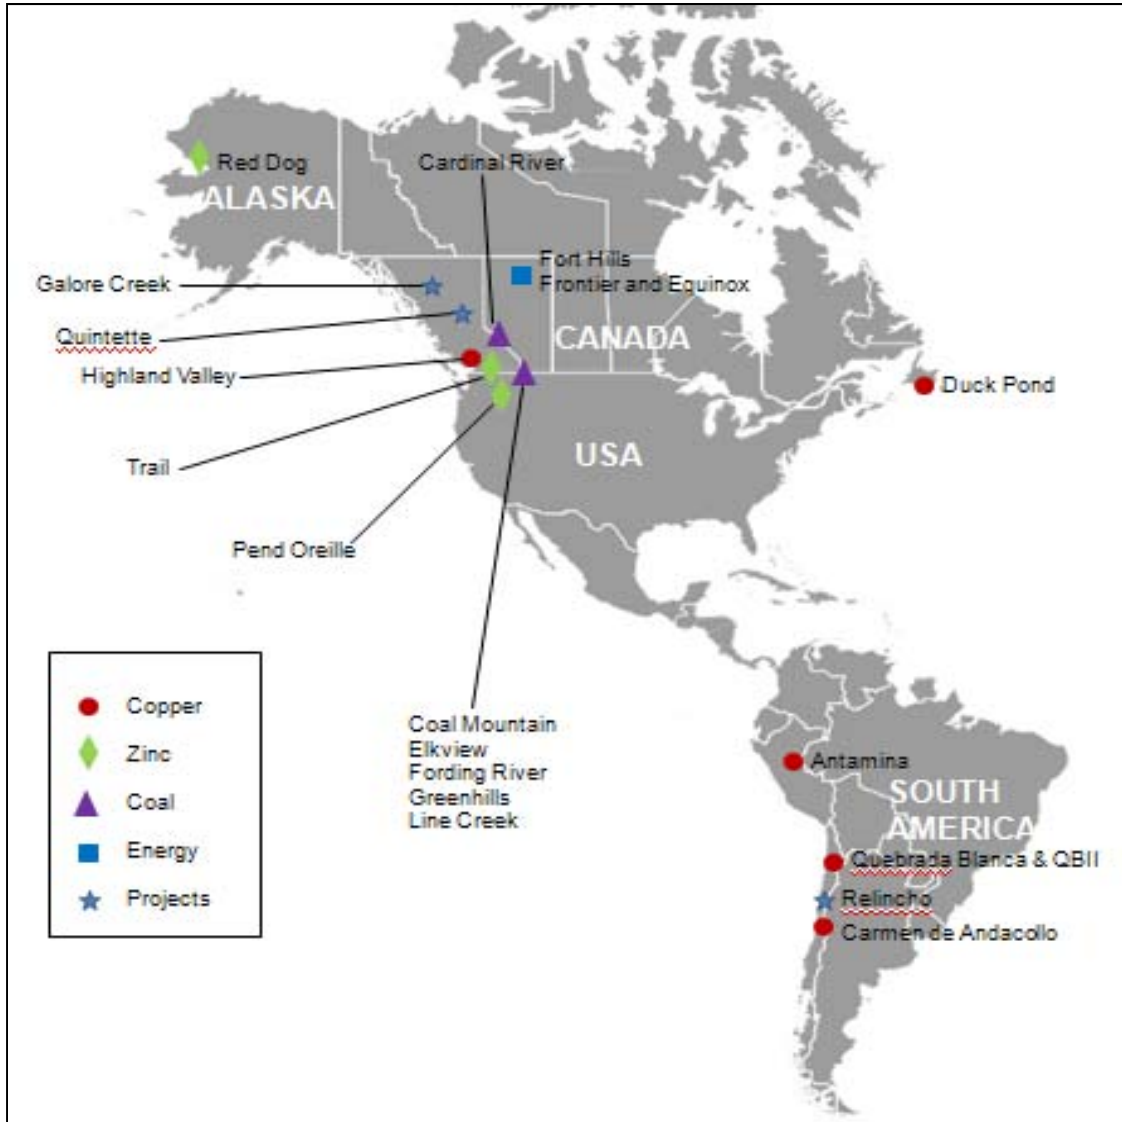 Red Dog
ALASKA
Cardinal River
Fort Hills
Frontier and Equinox
Galore Creek
Quintette
CANADA
Highland Valley
Duck Pond
Trail
USA
Pend Oreille
Copper
Zinc
Coal
Energy
Projects
Coal Mountain
Elkview
Fording River
Greenhills
Line Creek
Antamina
SOUTH
AMERICA
Quebrada Blanca & QBII
Relincho
Carmen de Andacollo